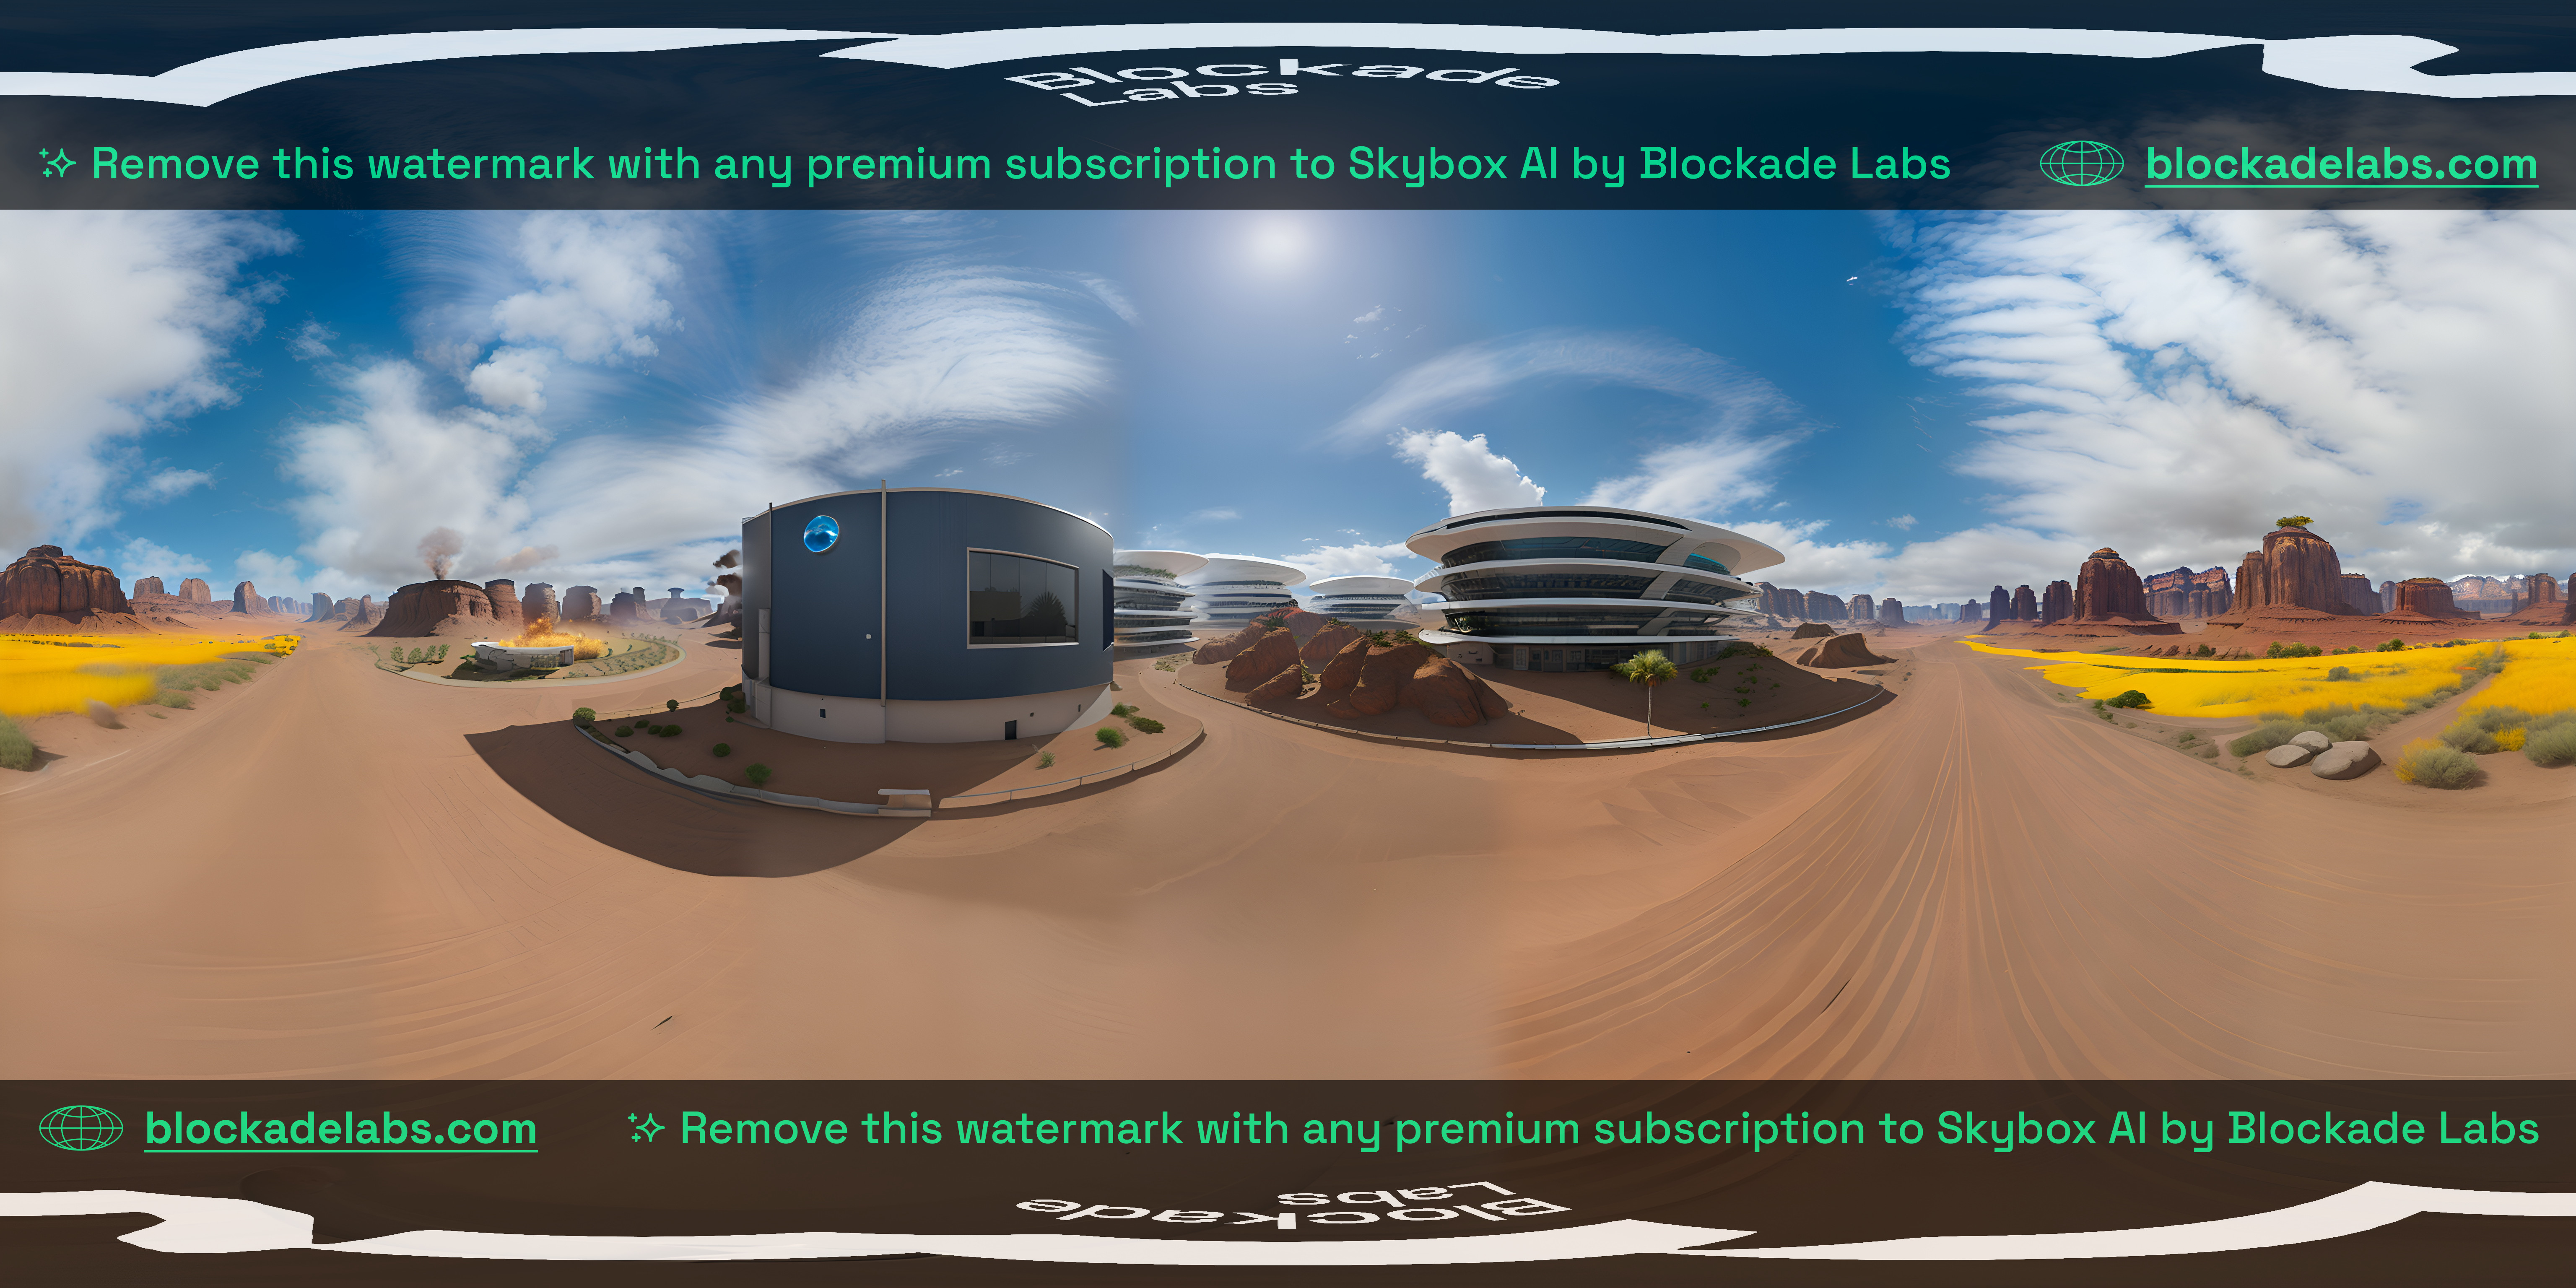 Blockade
Labs
Remove this watermark with any premium subscription to Skybox AI by Blockade Labs
blockadelabs.com
blockadelabs.com
Remove this watermark with any premium subscription to Skybox AI by Blockade Labs
Labs
Blockade